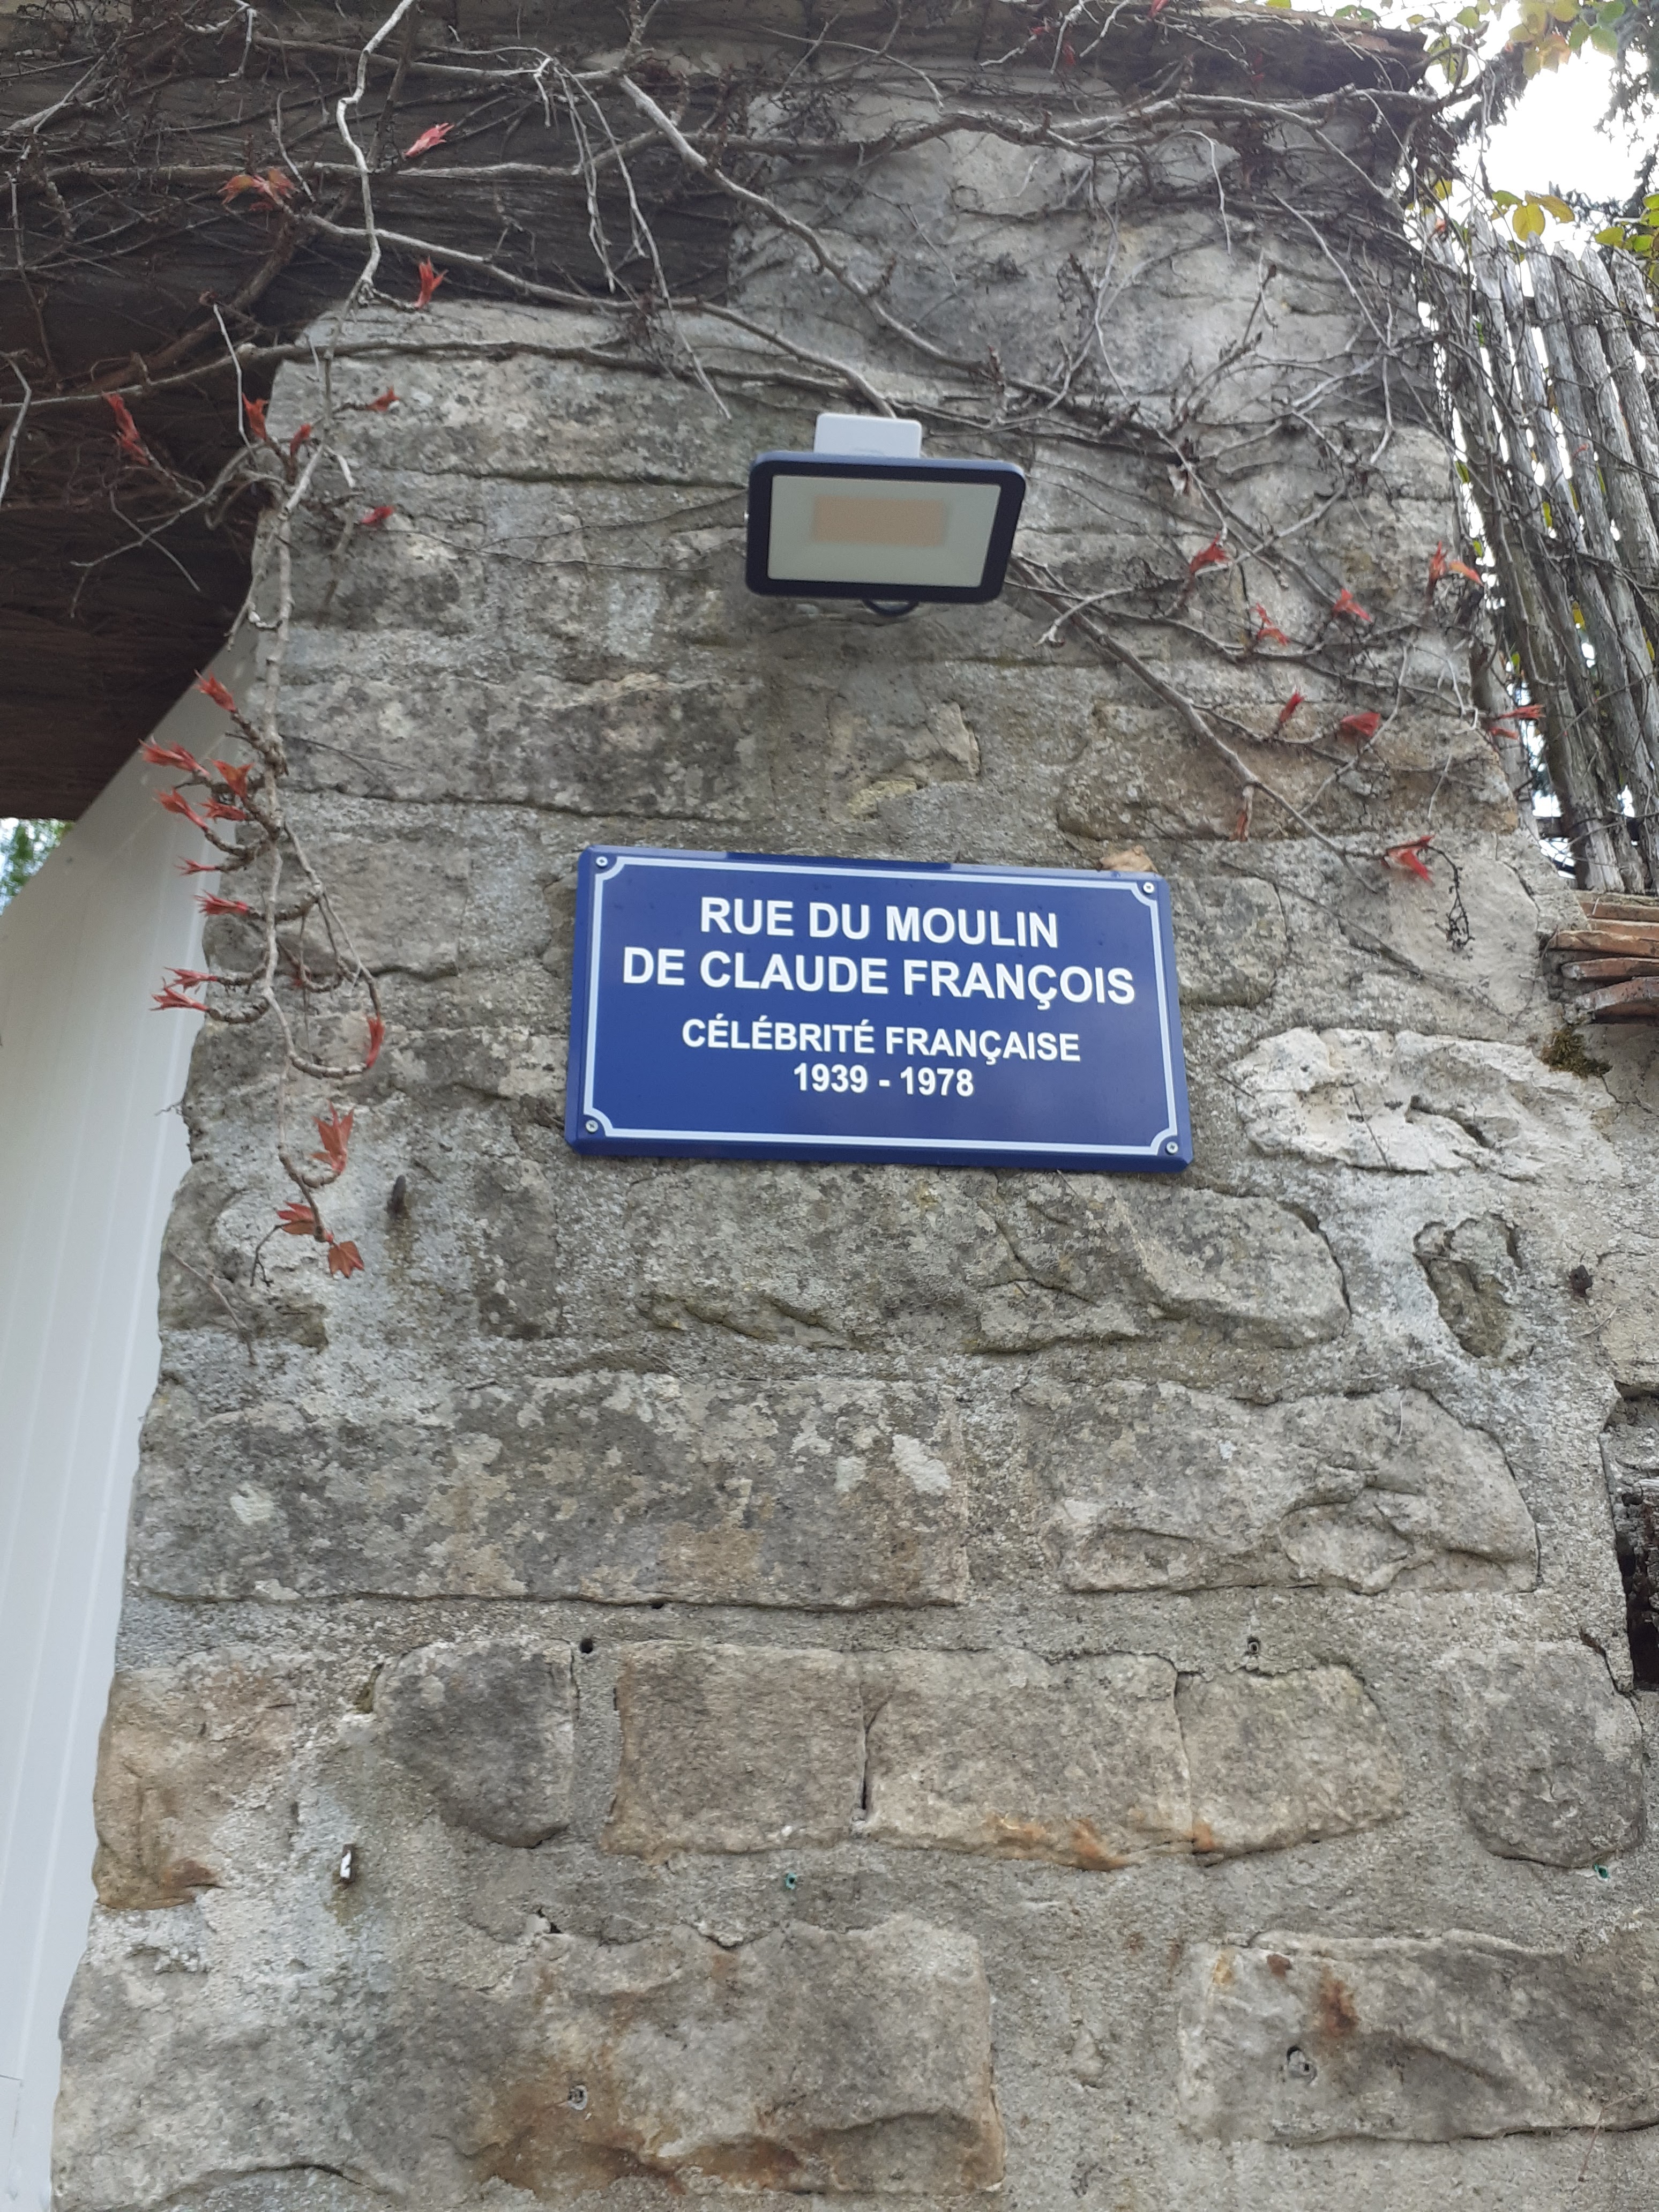 RUE DU MOULIN
DE CLAUDE FRANÇOIS
CÉLÉBRITÉ FRANÇAISE
1939 - 1978